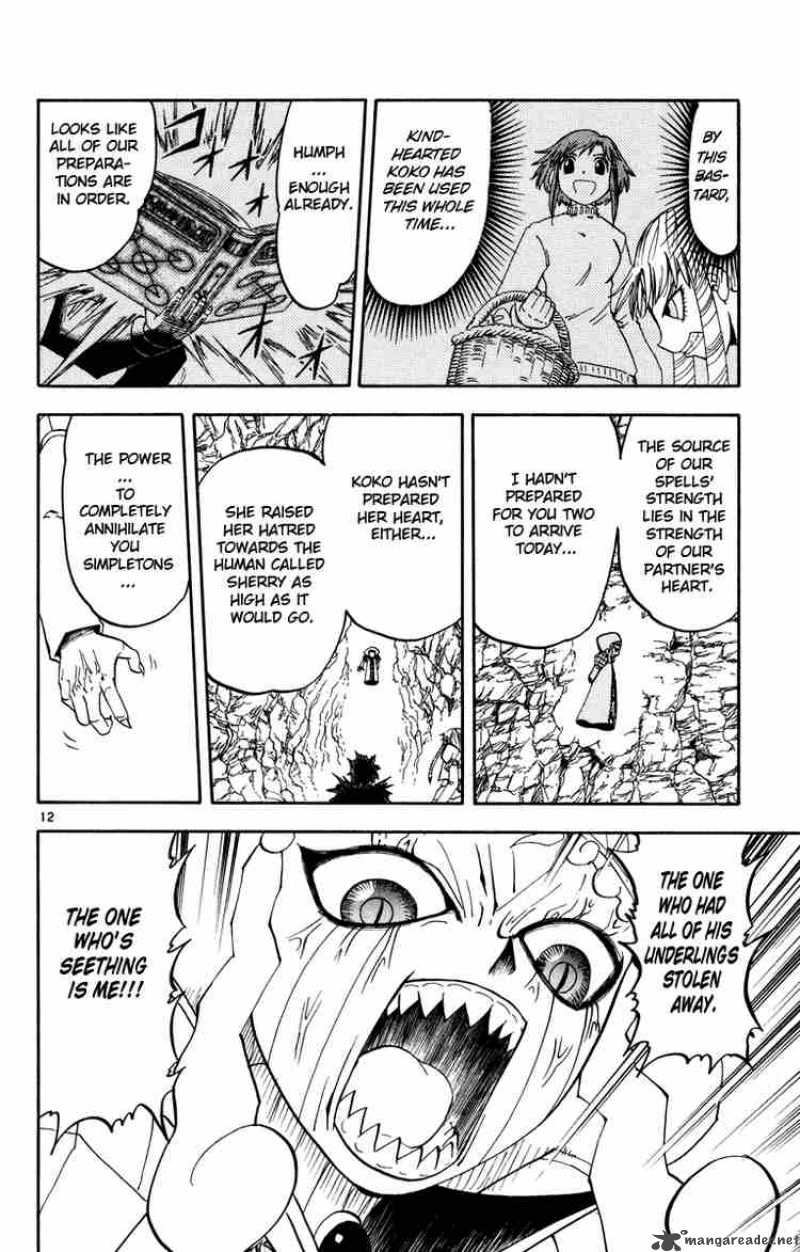 BY
THIS
BAS-
TARD,
KIND-
HEARTED
KOKO HAS
BEEN USED
THIS WHOLE
TIME...
HUMPH
...
ENOUGH
ALREADY.
LOOKS LIKE
ALL OF OUR
PREPARA-
TIONS ARE
IN ORDER.
THE SOURCE
OF OUR
SPELLS'
STRENGTH
LIES IN THE
STRENGTH
OF OUR
PARTNER'S
HEART.
I HADN'T
PREPARED
FOR YOU TWO
TO ARRIVE
TODAY...
KOKO HASN'T
PREPARED
HER HEART,
EITHER...
SHE RAISED
HER HATRED
TOWARDS THE
HUMAN CALLED
SHERRY AS
HIGH AS IT
WOULD GO.
THE POWER
...
TO
COMPLETELY
ANNIHILATE
YOU
SIMPLETONS
...
12
THE ONE
WHO HAD
ALL OF HIS
UNDERLINGS
STOLEN
AWAY.
THE ONE
WHO'S
SEETHING
IS ME!!!
mangareader.net